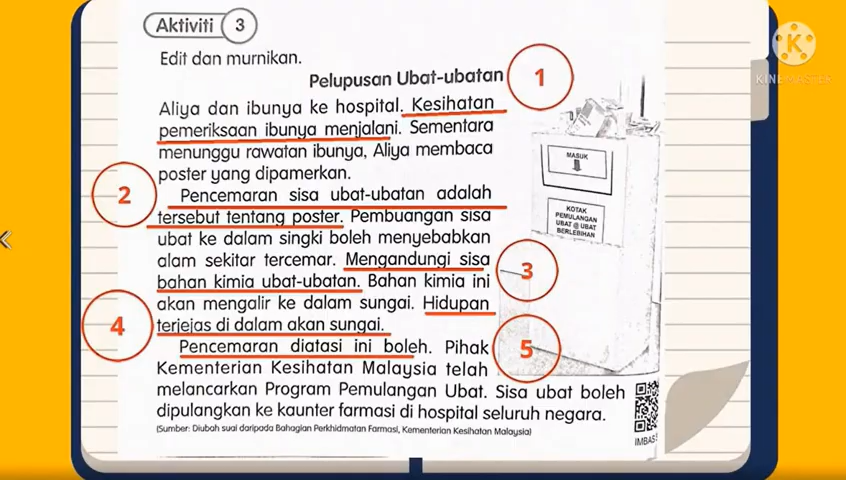 Aktiviti 3
Edit dan murnikan.
Pelupusan Ubat-ubatan
1
Aliya dan ibunya ke hospital. Kesihatan
pemeriksaan ibunya menjalani. Sementara
menunggu rawatan ibunya, Aliya membaca
poster yang dipamerkan.
2
Pencemaran sisa ubat-ubatan adalah
tersebut tentang poster. Pembuangan sisa
ubat ke dalam singki boleh menyebabkan
alam sekitar tercemar. Mengandungi sisa
3
bahan kimia ubat-ubatan. Bahan kimia ini
akan mengalir ke dalam sungai. Hidupan
4
terjejas di dalam akan sungai.
Pencemaran diatasi ini boleh. Pihak
5
Kementerian Kesihatan Malaysia telah
melancarkan Program Pemulangan Ubat. Sisa ubat boleh
dipulangkan ke kaunter farmasi di hospital seluruh negara.
(Sumber: Diubah suai daripada Bahagian Perkhidmatan Farmasi, Kementerian Kesihatan Malaysia)
MASUK
KOTAK
PEMULANGAN
UBAT @ UBAT
BERLEBIHAN
IMBAS
K
KINEMASTER